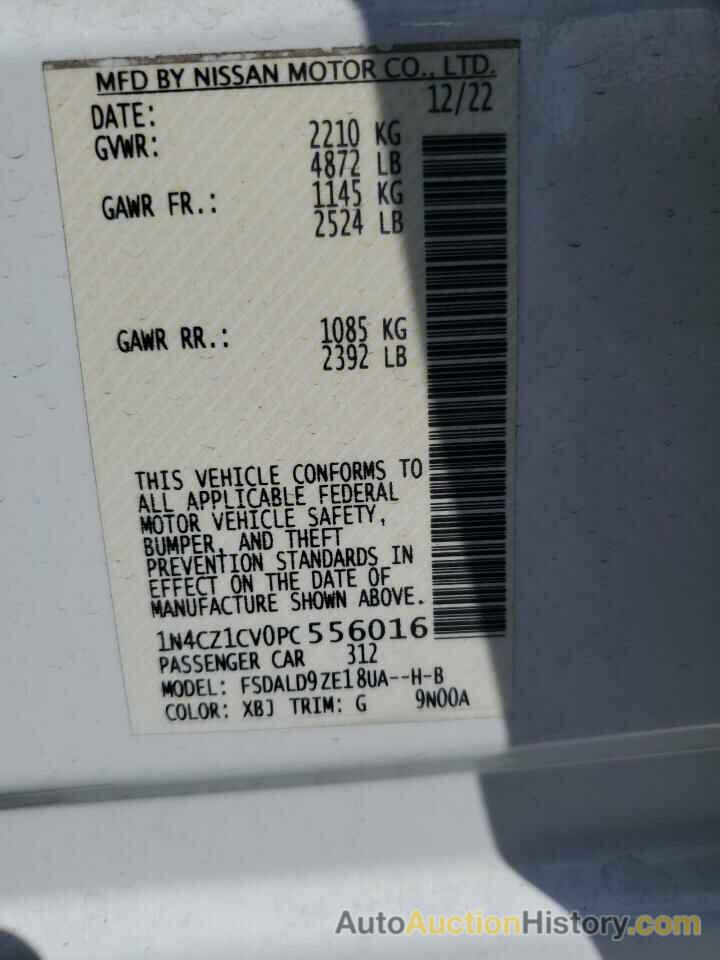 MFD BY NISSAN MOTOR CO., LTD.
DATE: 12/22
GVWR: 2210 KG
4872 LB
GAWR FR.: 1145 KG
2524 LB
GAWR RR.: 1085 KG
2392 LB
THIS VEHICLE CONFORMS TO
ALL APPLICABLE FEDERAL
MOTOR VEHICLE SAFETY,
BUMPER, AND THEFT
PREVENTION STANDARDS IN
EFFECT ON THE DATE OF
MANUFACTURE SHOWN ABOVE.
1N4CZ1CV0PC556016
PASSENGER CAR 312
MODEL: FSDALD9ZE18UA--H-B
COLOR: XBJ TRIM: G 9N00A
AutoAuctionHistory.com